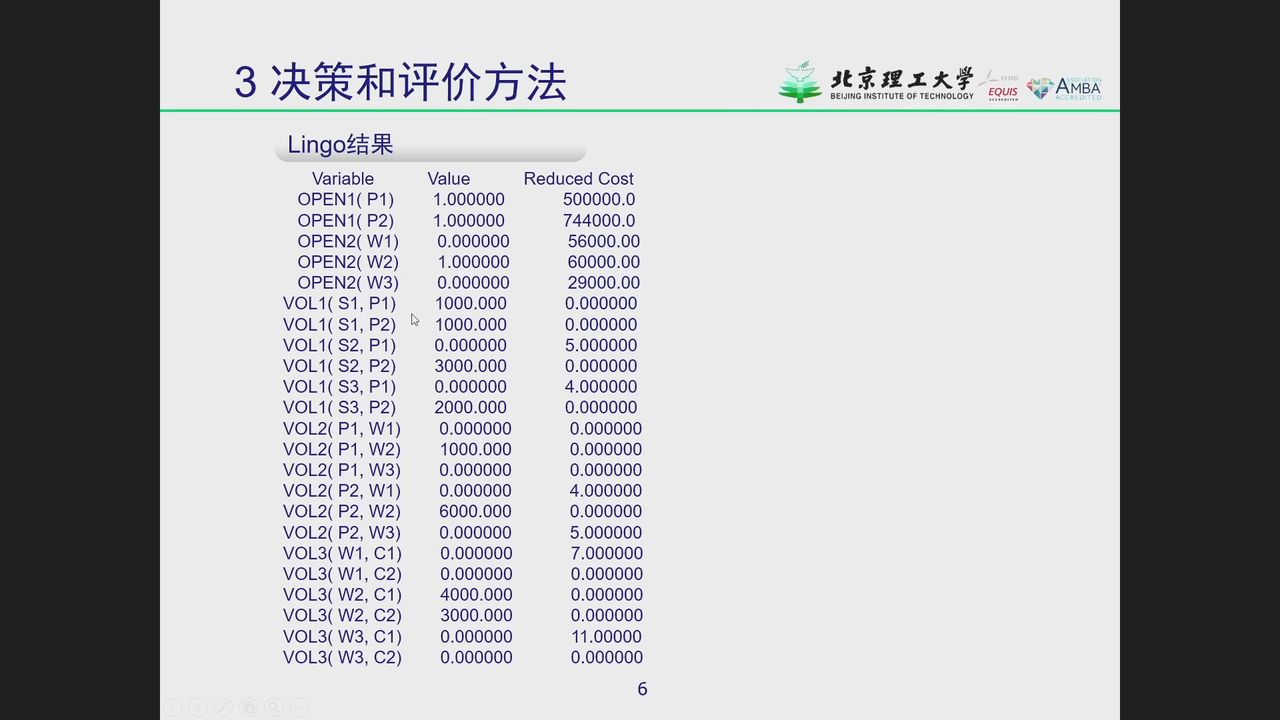 3 决策和评价方法
北京理工大学
BEIJING INSTITUTE OF TECHNOLOGY
EFMD
EQUIS
ACCREDITED
ASSOCIATION
AMBA
ACCREDITED
Lingo结果
Variable Value Reduced Cost
OPEN1( P1) 1.000000 500000.0
OPEN1( P2) 1.000000 744000.0
OPEN2( W1) 0.000000 56000.00
OPEN2( W2) 1.000000 60000.00
OPEN2( W3) 0.000000 29000.00
VOL1( S1, P1) 1000.000 0.000000
VOL1( S1, P2) 1000.000 0.000000
VOL1( S2, P1) 0.000000 5.000000
VOL1( S2, P2) 3000.000 0.000000
VOL1( S3, P1) 0.000000 4.000000
VOL1( S3, P2) 2000.000 0.000000
VOL2( P1, W1) 0.000000 0.000000
VOL2( P1, W2) 1000.000 0.000000
VOL2( P1, W3) 0.000000 0.000000
VOL2( P2, W1) 0.000000 4.000000
VOL2( P2, W2) 6000.000 0.000000
VOL2( P2, W3) 0.000000 5.000000
VOL3( W1, C1) 0.000000 7.000000
VOL3( W1, C2) 0.000000 0.000000
VOL3( W2, C1) 4000.000 0.000000
VOL3( W2, C2) 3000.000 0.000000
VOL3( W3, C1) 0.000000 11.00000
VOL3( W3, C2) 0.000000 0.000000
6